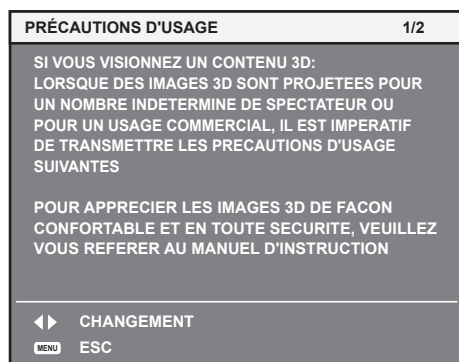 PRÉCAUTIONS D'USAGE 1/2
SI VOUS VISIONNEZ UN CONTENU 3D:
LORSQUE DES IMAGES 3D SONT PROJETEES POUR
UN NOMBRE INDETERMINE DE SPECTATEUR OU
POUR UN USAGE COMMERCIAL, IL EST IMPERATIF
DE TRANSMETTRE LES PRECAUTIONS D'USAGE
SUIVANTES
POUR APPRECIER LES IMAGES 3D DE FACON
CONFORTABLE ET EN TOUTE SECURITE, VEUILLEZ
VOUS REFERER AU MANUEL D'INSTRUCTION
CHANGEMENT
MENU ESC